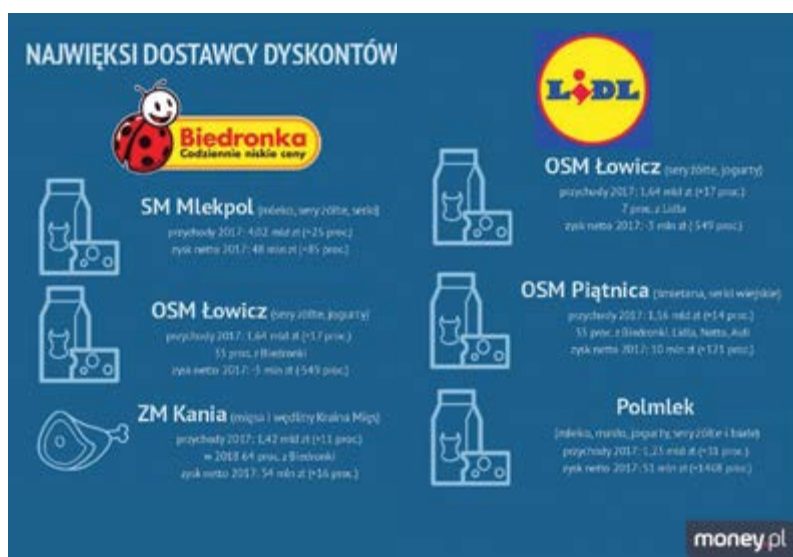 NAJWIĘKSI DOSTAWCY DYSKONTÓW
Biedronka
Codziennie niskie ceny
SM Mlekpol (mleko, sery żółte, serki)
przychody 2017: 4,02 mld zł (+25 proc.)
zysk netto 2017: 48 mln zł (+85 proc.)
OSM Łowicz (sery żółte, jogurty)
przychody 2017: 1,64 mld zł (+17 proc.)
proc. z Biedronki
zysk netto 2017: -3 mln zł (-549 proc.)
ZM Kania (mięsa i wędliny Kraina Mięs)
przychody 2017: 1,42 mld zł (+11 proc.)
w 2018 64 proc. z Biedronki
zysk netto 2017: 54 mln zł (+16 proc.)
LiDL
OSM Łowicz (sery żółte, jogurty)
przychody 2017: 1,64 mld zł (+17 proc.)
7 proc. z Lidla
zysk netto 2017: -3 mln zł (-549 proc.)
OSM Piątnica (śmietana, serki wiejskie)
przychody 2017: 1,16 mld zł (+14 proc.)
proc. z Biedronki, Lidla, Netto, Aldi
zysk netto 2017: mln zł (+121 proc.)
Polmlek
(mleko, masło, jogurty, sery żółte i białe)
przychody 2017: 1,23 mld zł (+31 proc.)
zysk netto 2017: 51 mln zł (+1408 proc.)
money.pl